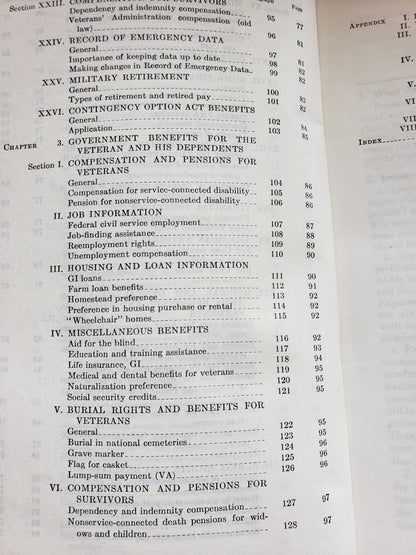 Section XXIII. COMPENSATION SURVIVORS
Dependency and indemnity compensation 95 77
Veterans' Administration compensation (old
law) 96 81
XXIV. RECORD OF EMERGENCY DATA
General 97 81
Importance of keeping data up to date 98 81
Making changes in Record of Emergency Data 99 82
XXV. MILITARY RETIREMENT
General 100 82
Types of retirement and retired pay 101 82
XXVI. CONTINGENCY OPTION ACT BENEFITS
General 102 84
Application 103 85
CHAPTER 3. GOVERNMENT BENEFITS FOR THE
VETERAN AND HIS DEPENDENTS
Section I. COMPENSATION AND PENSIONS FOR
VETERANS
General 104 86
Compensation for service-connected disability 105 86
Pension for nonservice-connected disability 106 86
II. JOB INFORMATION
Federal civil service employment 107 87
Job-finding assistance 108 88
Reemployment rights 109 89
Unemployment compensation 110 90
III. HOUSING AND LOAN INFORMATION
GI loans 111 90
Farm loan benefits 112 91
Homestead preference 113 92
Preference in housing purchase or rental 114 92
"Wheelchair" homes 115 92
IV. MISCELLANEOUS BENEFITS
Aid for the blind 116 92
Education and training assistance 117 93
Life insurance, GI 118 94
Medical and dental benefits for veterans 119 95
Naturalization preference 120 95
Social security credits 121 95
V. BURIAL RIGHTS AND BENEFITS FOR
VETERANS
General 122 95
Burial in national cemeteries 123 95
Grave marker 124 96
Flag for casket 125 96
Lump-sum payment (VA) 126 96
VI. COMPENSATION AND PENSIONS FOR
SURVIVORS
Dependency and indemnity compensation 127 97
Nonservice-connected death pensions for wid-
ows and children 128 97
Page
APPENDIX I.
II.
III.
IV.
V.
VI.
VII
VIII
INDEX